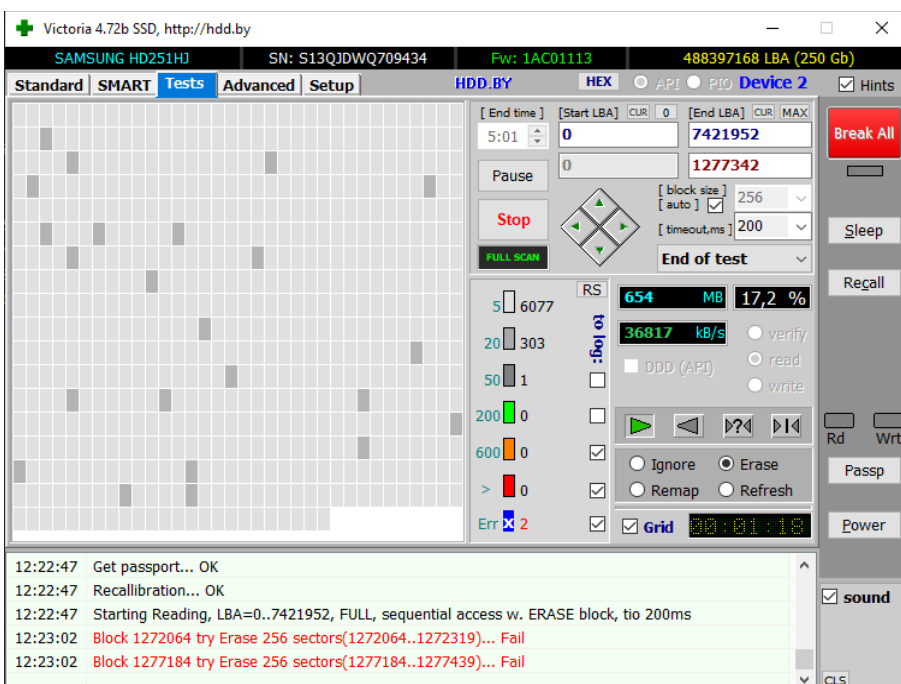 Victoria 4.72b SSD, http://hdd.by
SAMSUNG HD251HJ SN: S13QJDWQ709434 Fw: 1AC01113 488397168 LBA (250 Gb)
Standard SMART Tests Advanced Setup HDD.BY HEX API PIO Device 2 Hints
[ End time ] [Start LBA] CUR 0 [End LBA] CUR MAX
5:01 0 7421952 Break All
Pause 0 1277342
[ block size ]
[ auto ] 256
Stop [ timeout,ms ] 200 Sleep
FULL SCAN End of test
Recall
RS
5 6077 654 MB 17,2 %
to log:
20 303 36817 kB/s verify
DDD (API) read
50 1 write
200 0
Rd Wrt
600 0
Ignore Erase Passp
> 0 Remap Refresh
Err x 2 Grid 00:01:18 Power
12:22:47 Get passport... OK
12:22:47 Recallibration... OK
sound
12:22:47 Starting Reading, LBA=0..7421952, FULL, sequential access w. ERASE block, tio 200ms
12:23:02 Block 1272064 try Erase 256 sectors(1272064..1272319)... Fail
12:23:02 Block 1277184 try Erase 256 sectors(1277184..1277439)... Fail
CLS